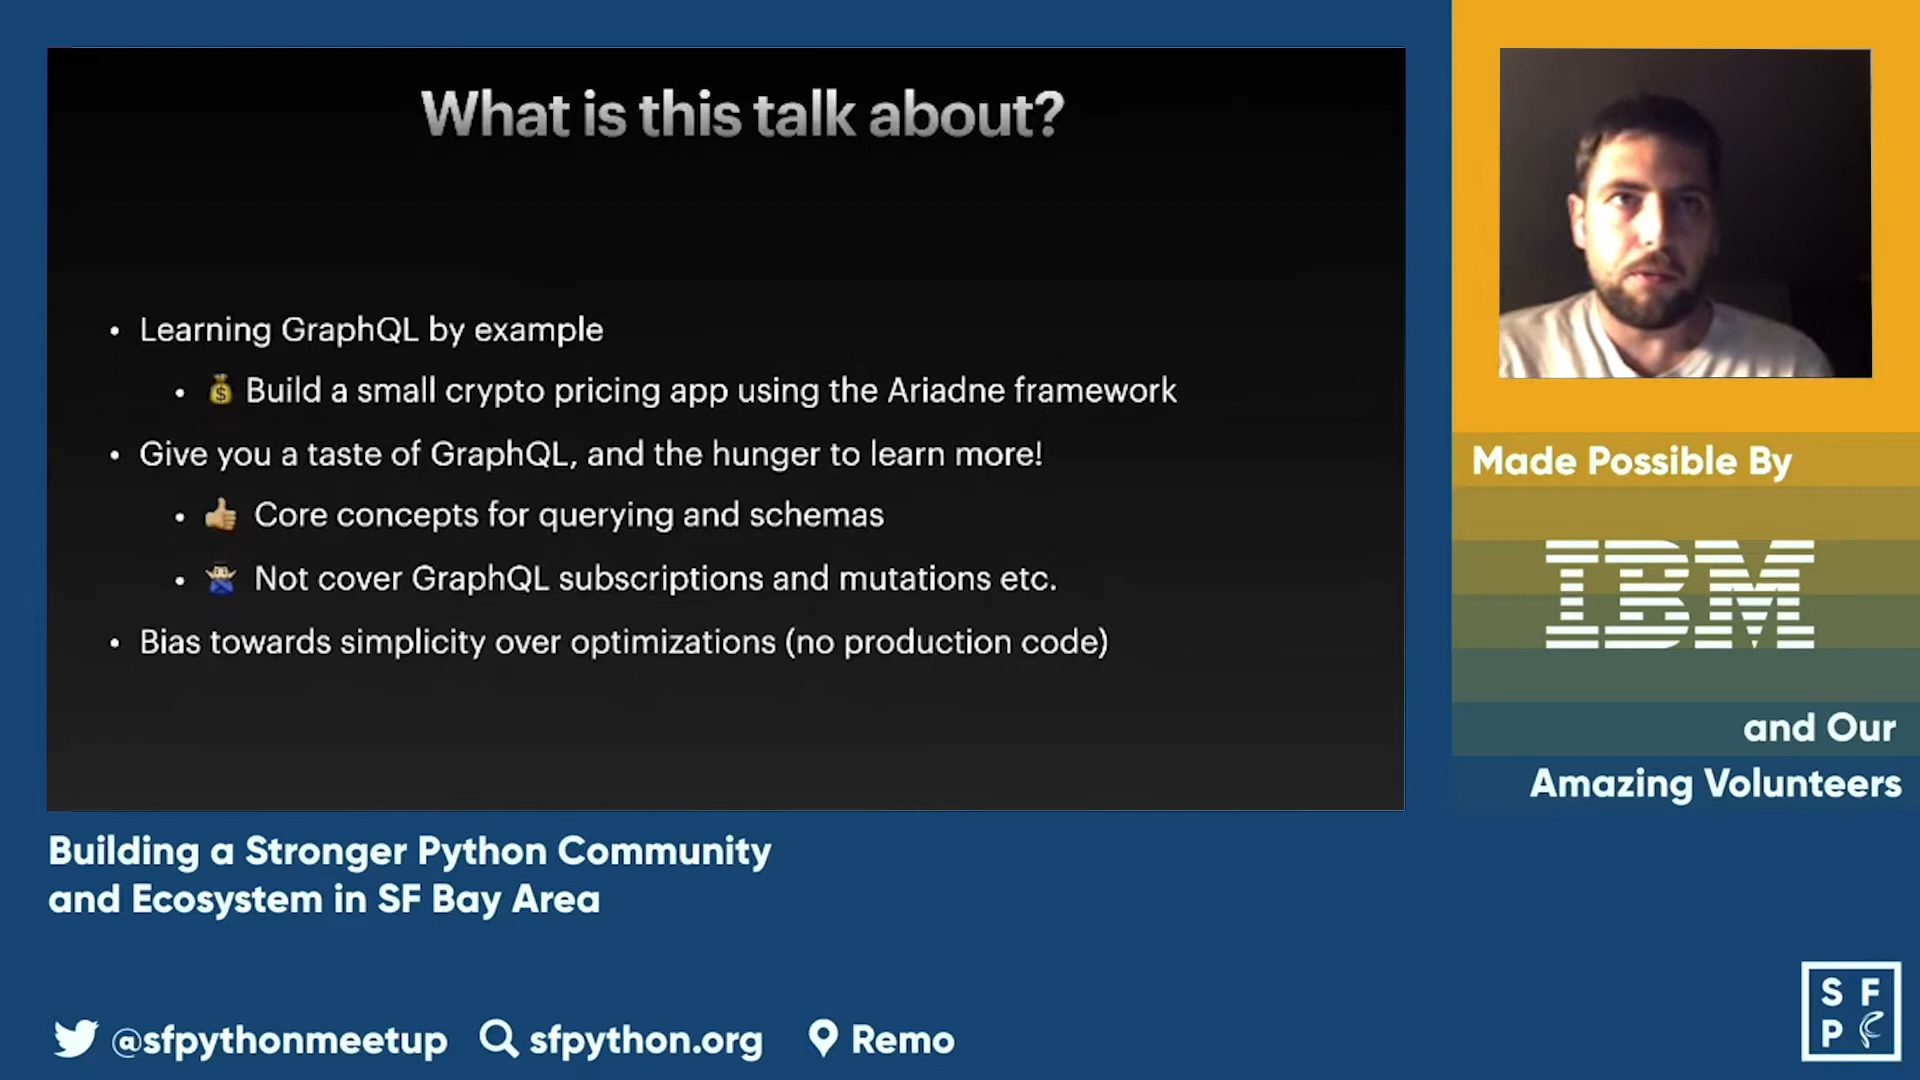 What is this talk about?
• Learning GraphQL by example
• 💰 Build a small crypto pricing app using the Ariadne framework
• Give you a taste of GraphQL, and the hunger to learn more!
• 👍 Core concepts for querying and schemas
• 🙅 Not cover GraphQL subscriptions and mutations etc.
• Bias towards simplicity over optimizations (no production code)
Made Possible By
IBM
and Our
Amazing Volunteers
Building a Stronger Python Community
and Ecosystem in SF Bay Area
@sfpythonmeetup
sfpython.org
Remo
S F
P